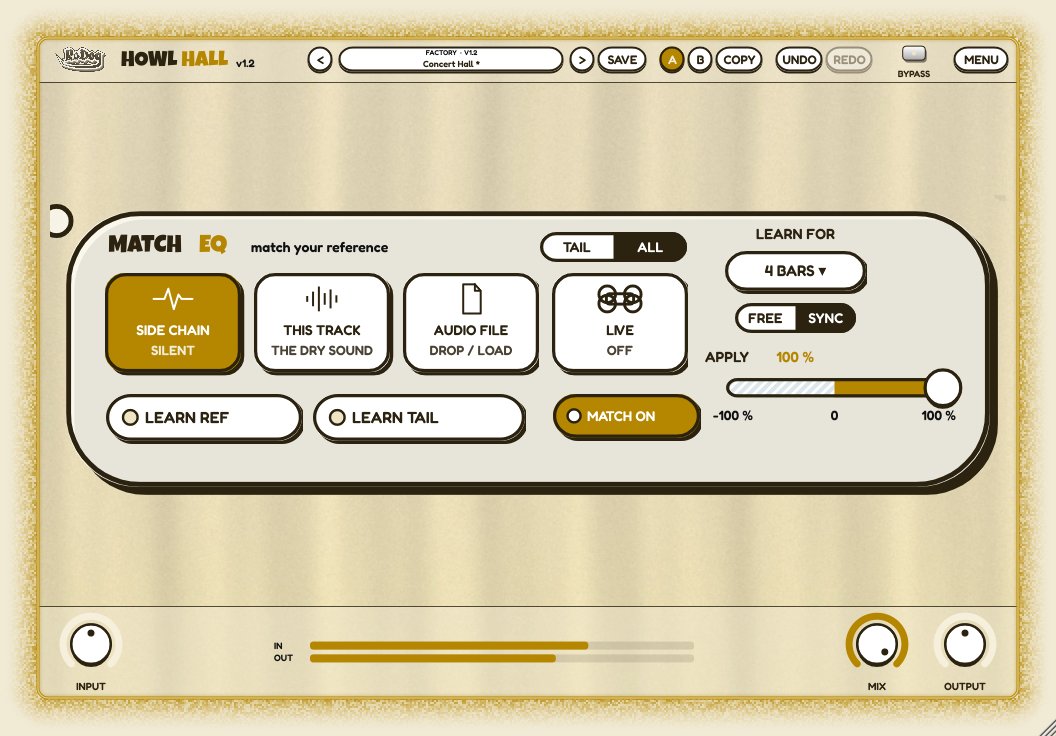 RaDog
HOWL HALL v1.2
<
FACTORY · V1.2
Concert Hall *
>
SAVE
A
B
COPY
UNDO
REDO
BYPASS
MENU
MATCH EQ match your reference
TAIL ALL
LEARN FOR
4 BARS ▾
FREE SYNC
SIDE CHAIN
SILENT
THIS TRACK
THE DRY SOUND
AUDIO FILE
DROP / LOAD
LIVE
OFF
APPLY 100 %
-100 % 0 100 %
LEARN REF
LEARN TAIL
MATCH ON
IN
OUT
INPUT
MIX
OUTPUT